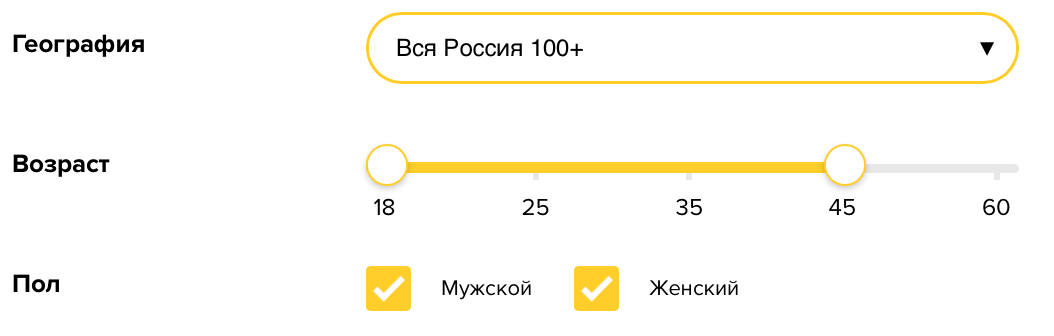 География
Вся Россия 100+ ▼
Возраст
18 25 35 45 60
Пол
Мужской Женский